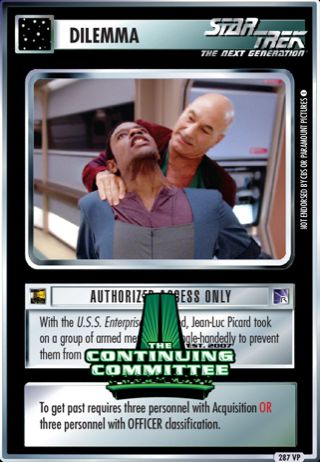 DILEMMA
STAR TREK
THE NEXT GENERATION
NOT ENDORSED BY CBS OR PARAMOUNT PICTURES
AUTHORIZED ACCESS ONLY
With the U.S.S. Enterprise Jean-Luc Picard took
on a group of armed single-handedly to prevent
them from
THE
EST. 2007
CONTINUING
COMMITTEE
To get past requires three personnel with Acquisition OR
three personnel with OFFICER classification.
287 VP